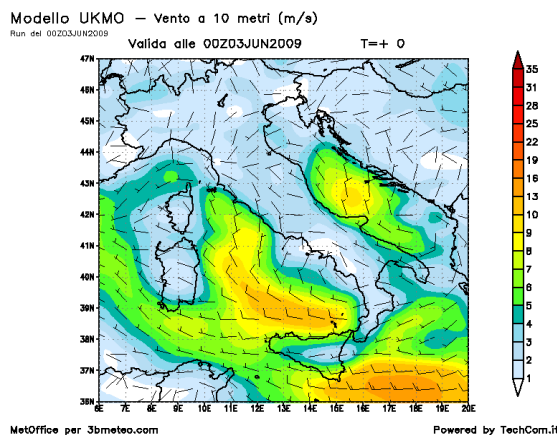 Modello UKMO – Vento a 10 metri (m/s)
Run del 00Z03JUN2009
Valida alle 00Z03JUN2009 T=+ 0
47N
46N
45N
44N
43N
42N
41N
40N
39N
38N
37N
36N
6E 7E 8E 9E 10E 11E 12E 13E 14E 15E 16E 17E 18E 19E 20E
35
31
28
25
22
19
16
13
10
9
8
6
5
4
3
2
1
MetOffice per 3bmeteo.com
Powered by TechCom.it